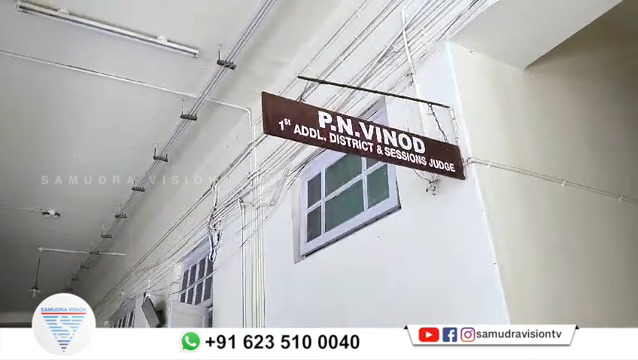 P.N.VINOD
1st ADDL, DISTRICT & SESSIONS JUDGE
SAMUDRA VISION
SAMUDRA VISION
+91 623 510 0040
samudravisiontv